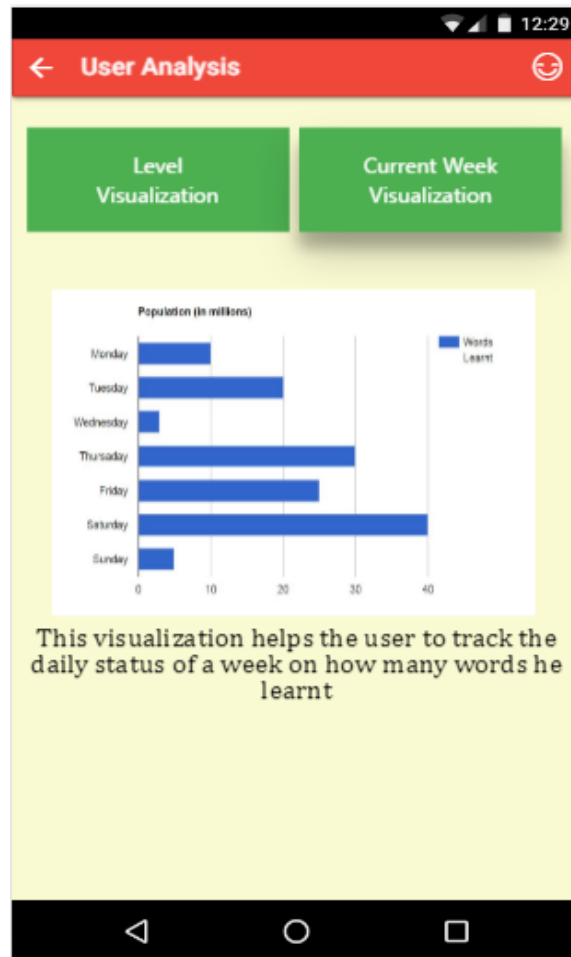 12:29
User Analysis
Level
Visualization
Current Week
Visualization
Population (in millions)
Monday
Tuesday
Wednesday
Thursaday
Friday
Saturday
Sunday
0 10 20 30 40
Words
Learnt
This visualization helps the user to track the
daily status of a week on how many words he
learnt